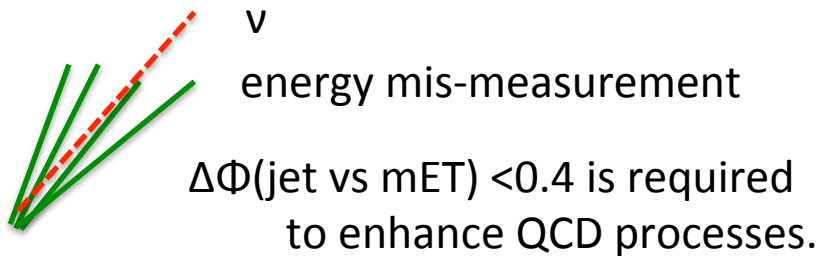 ν
energy mis-measurement
ΔΦ(jet vs mET) <0.4 is required
to enhance QCD processes.